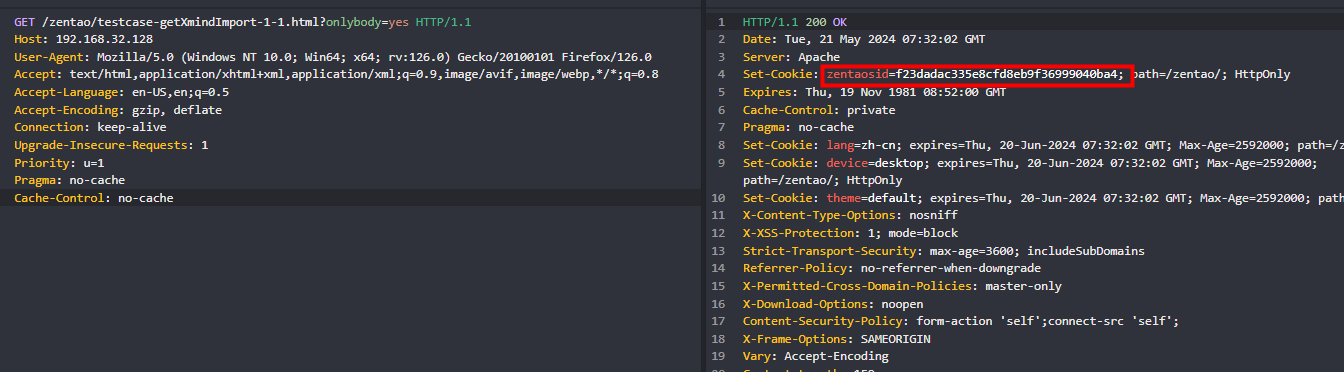 GET /zentao/testcase-getXmindImport-1-1.html?onlybody=yes HTTP/1.1
Host: 192.168.32.128
User-Agent: Mozilla/5.0 (Windows NT 10.0; Win64; x64; rv:126.0) Gecko/20100101 Firefox/126.0
Accept: text/html,application/xhtml+xml,application/xml;q=0.9,image/avif,image/webp,*/*;q=0.8
Accept-Language: en-US,en;q=0.5
Accept-Encoding: gzip, deflate
Connection: keep-alive
Upgrade-Insecure-Requests: 1
Priority: u=1
Pragma: no-cache
Cache-Control: no-cache
1 HTTP/1.1 200 OK
2 Date: Tue, 21 May 2024 07:32:02 GMT
3 Server: Apache
4 Set-Cookie: zentaosid=f23dadac335e8cfd8eb9f36999040ba4; path=/zentao/; HttpOnly
5 Expires: Thu, 19 Nov 1981 08:52:00 GMT
6 Cache-Control: private
7 Pragma: no-cache
8 Set-Cookie: lang=zh-cn; expires=Thu, 20-Jun-2024 07:32:02 GMT; Max-Age=2592000; path=/z
9 Set-Cookie: device=desktop; expires=Thu, 20-Jun-2024 07:32:02 GMT; Max-Age=2592000;
path=/zentao/; HttpOnly
10 Set-Cookie: theme=default; expires=Thu, 20-Jun-2024 07:32:02 GMT; Max-Age=2592000; path
11 X-Content-Type-Options: nosniff
12 X-XSS-Protection: 1; mode=block
13 Strict-Transport-Security: max-age=3600; includeSubDomains
14 Referrer-Policy: no-referrer-when-downgrade
15 X-Permitted-Cross-Domain-Policies: master-only
16 X-Download-Options: noopen
17 Content-Security-Policy: form-action 'self';connect-src 'self';
18 X-Frame-Options: SAMEORIGIN
19 Vary: Accept-Encoding